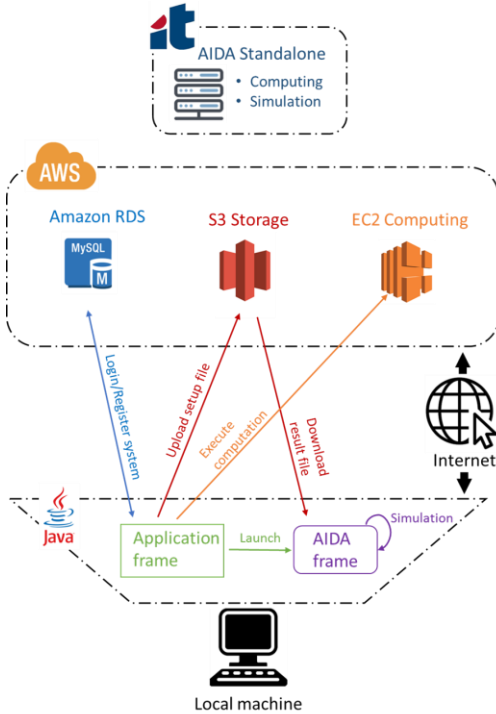 it
AIDA Standalone
• Computing
• Simulation
AWS
Amazon RDS
S3 Storage
EC2 Computing
MySQL
M
Login/Register system
Upload setup file
Execute
computation
Download
result file
Internet
Java
Application
frame
Launch
AIDA
frame
Simulation
Local machine